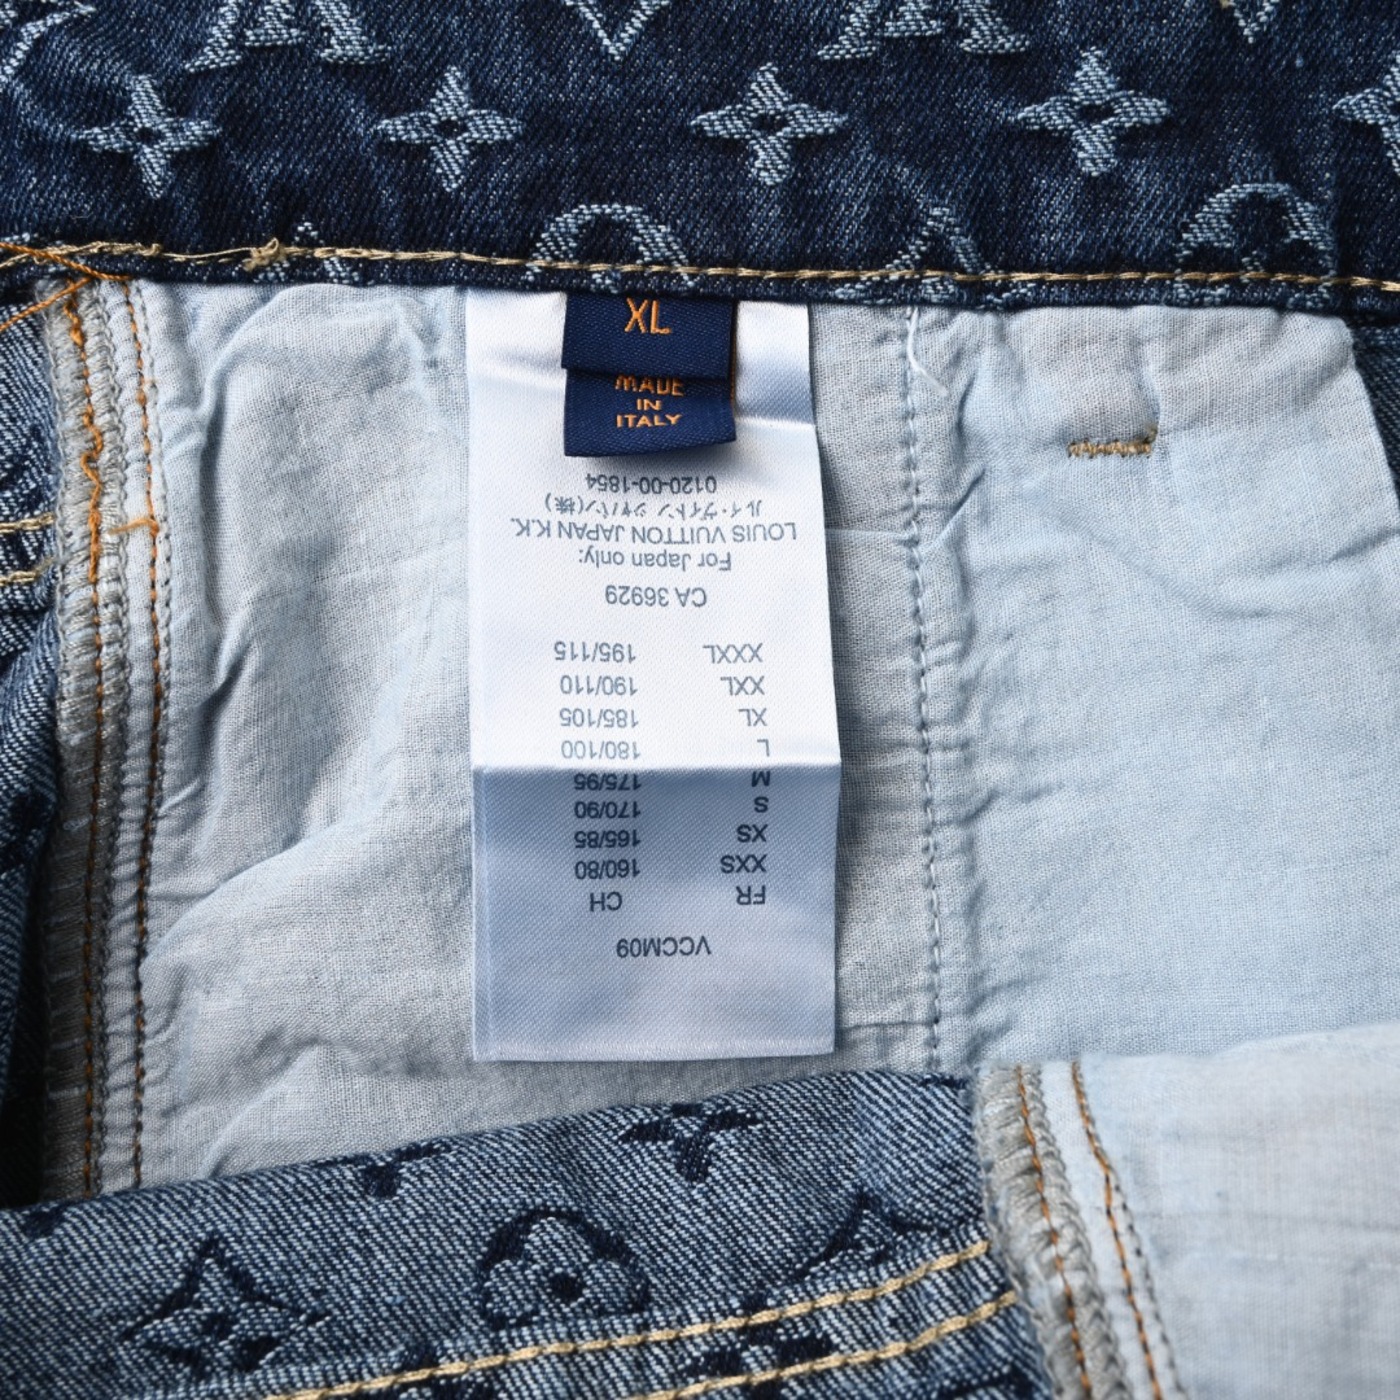 XL
MADE
IN
ITALY
VCCM09
FR CH
XXS 160/80
XS 165/85
S 170/90
M 175/95
L 180/100
XL 185/105
XXL 190/110
XXXL 195/115
CA 36929
For Japan only:
LOUIS VUITTON JAPAN K.K.
ルイ・ヴィトン ジャパン(株)
0120-00-1854